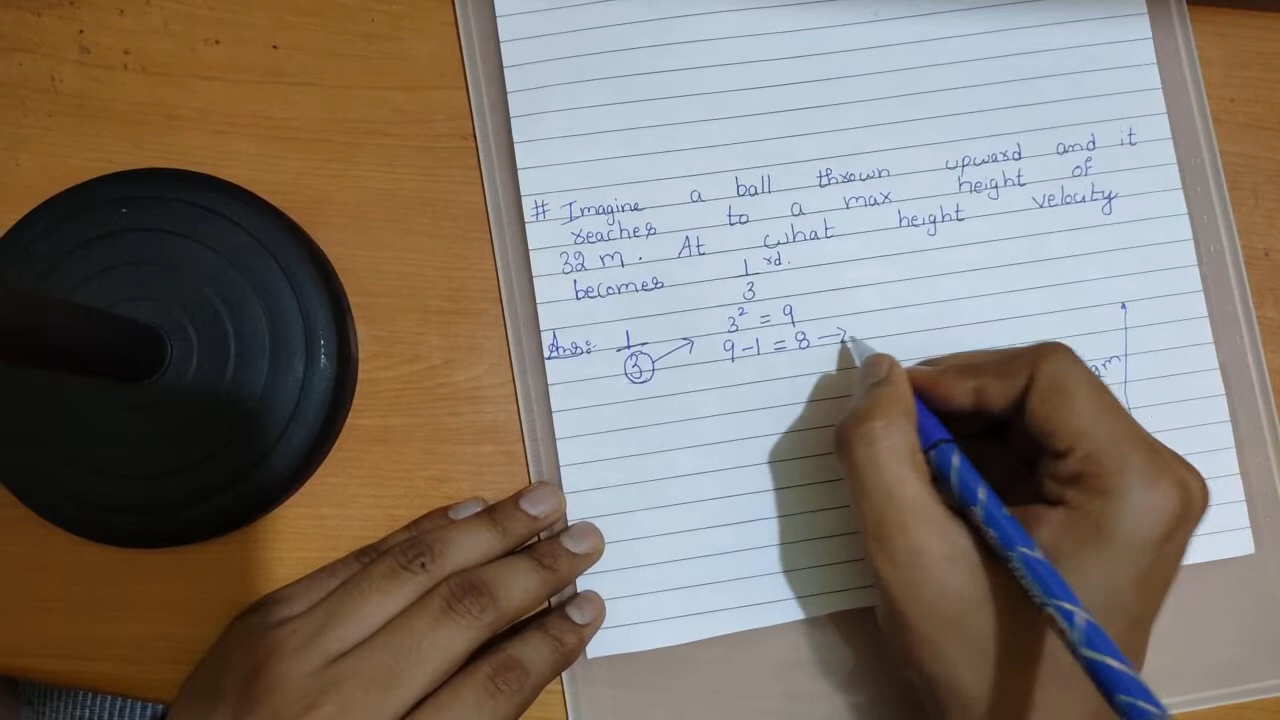 # Imagine a ball thrown upward and it
reaches to a max height of
32 m. At what height velocity
becomes 1/3 rd.
Ans:- 1/3 → 3² = 9
9-1 = 8 →